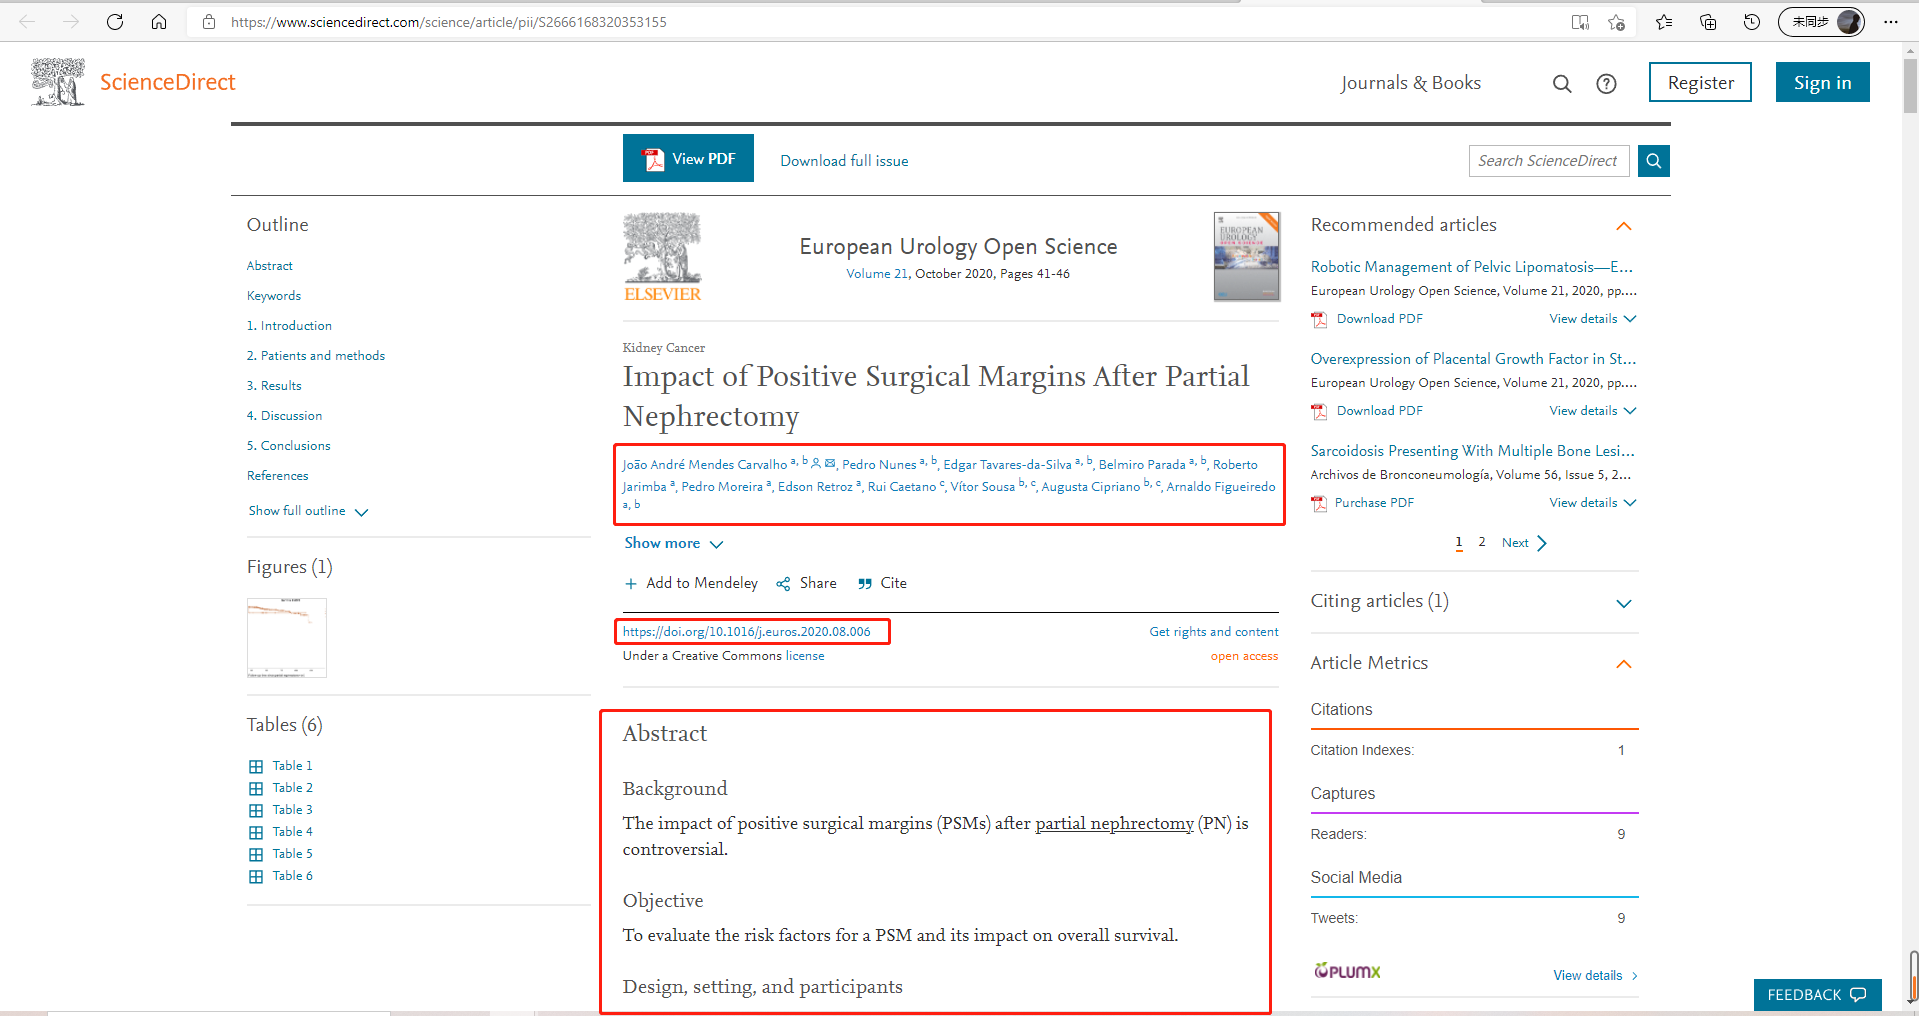 https://www.sciencedirect.com/science/article/pii/S2666168320353155
未同步
ScienceDirect
Journals & Books
Register
Sign in
View PDF
Download full issue
Search ScienceDirect
Outline
Abstract
Keywords
1. Introduction
2. Patients and methods
3. Results
4. Discussion
5. Conclusions
References
Show full outline
Figures (1)
Tables (6)
Table 1
Table 2
Table 3
Table 4
Table 5
Table 6
ELSEVIER
European Urology Open Science
Volume 21, October 2020, Pages 41-46
EUROPEAN
UROLOGY
Kidney Cancer
Impact of Positive Surgical Margins After Partial
Nephrectomy
João André Mendes Carvalho a, b, Pedro Nunes a, b, Edgar Tavares-da-Silva a, b, Belmiro Parada a, b, Roberto
Jarimba a, Pedro Moreira a, Edson Retroz a, Rui Caetano c, Vítor Sousa b, c, Augusta Cipriano b, c, Arnaldo Figueiredo
a, b
Show more
Add to Mendeley
Share
Cite
https://doi.org/10.1016/j.euros.2020.08.006
Get rights and content
Under a Creative Commons license
open access
Abstract
Background
The impact of positive surgical margins (PSMs) after partial nephrectomy (PN) is
controversial.
Objective
To evaluate the risk factors for a PSM and its impact on overall survival.
Design, setting, and participants
Recommended articles
Robotic Management of Pelvic Lipomatosis—E...
European Urology Open Science, Volume 21, 2020, pp....
Download PDF
View details
Overexpression of Placental Growth Factor in St...
European Urology Open Science, Volume 21, 2020, pp....
Download PDF
View details
Sarcoidosis Presenting With Multiple Bone Lesi...
Archivos de Bronconeumología, Volume 56, Issue 5, 2...
Purchase PDF
View details
1 2 Next
Citing articles (1)
Article Metrics
Citations
Citation Indexes: 1
Captures
Readers: 9
Social Media
Tweets: 9
PLUMX
View details
FEEDBACK